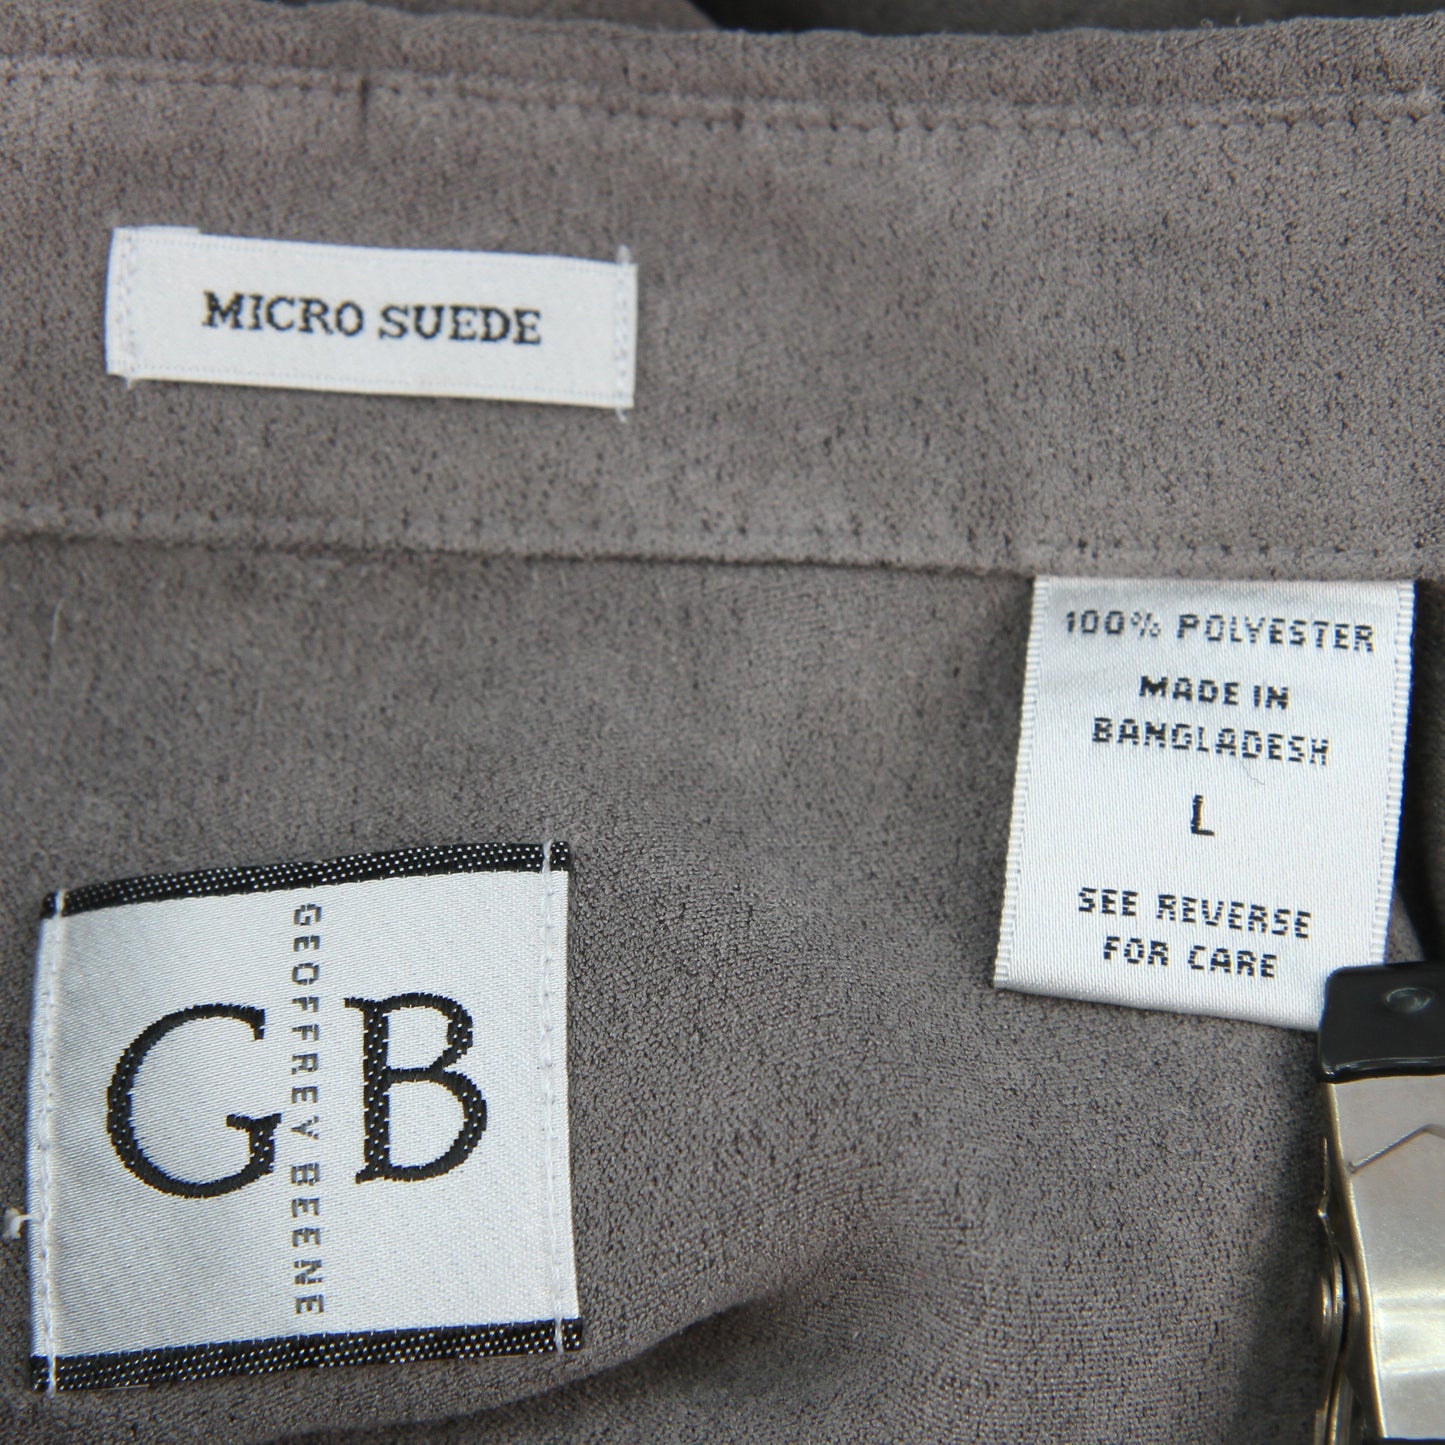 MICRO SUEDE
100% POLYESTER
MADE IN
BANGLADESH
L
SEE REVERSE
FOR CARE
GB
GEOFFREY BEENE